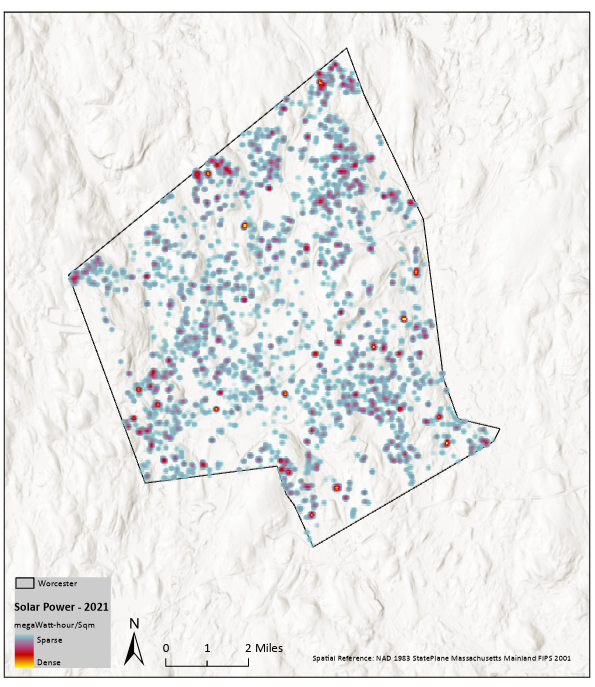 Worcester
Solar Power - 2021
megaWatt-hour/Sqm
Sparse
Dense
N
0 1 2 Miles
Spatial Reference: NAD 1983 StatePlane Massachusetts Mainland FIPS 2001